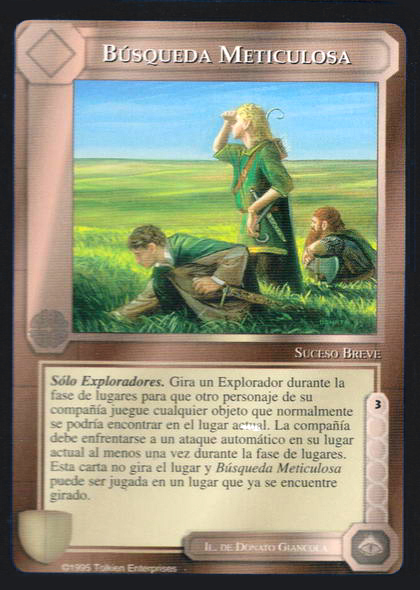 BÚSQUEDA METICULOSA
DONATO
SUCESO BREVE
Sólo Exploradores. Gira un Explorador durante la
fase de lugares para que otro personaje de su
compañía juegue cualquier objeto que normalmente
se podría encontrar en el lugar actual. La compañía
debe enfrentarse a un ataque automático en su lugar
actual al menos una vez durante la fase de lugares.
Esta carta no gira el lugar y Búsqueda Meticulosa
puede ser jugada en un lugar que ya se encuentre
girado.
3
IL. DE DONATO GIANCOLA
©1995 Tolkien Enterprises